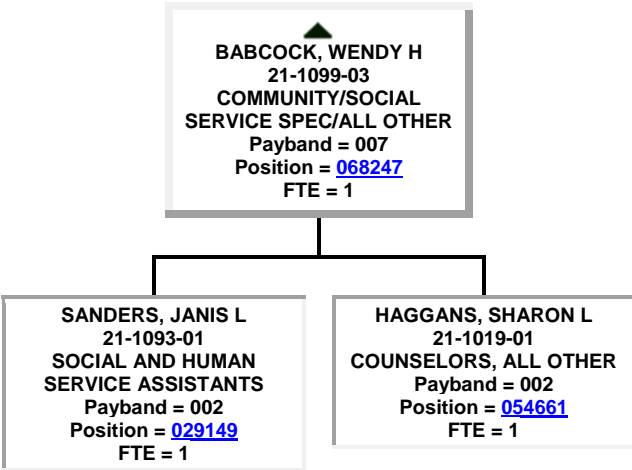 BABCOCK, WENDY H
21-1099-03
COMMUNITY/SOCIAL
SERVICE SPEC/ALL OTHER
Payband = 007
Position = 068247
FTE = 1
SANDERS, JANIS L
21-1093-01
SOCIAL AND HUMAN
SERVICE ASSISTANTS
Payband = 002
Position = 029149
FTE = 1
HAGGANS, SHARON L
21-1019-01
COUNSELORS, ALL OTHER
Payband = 002
Position = 054661
FTE = 1